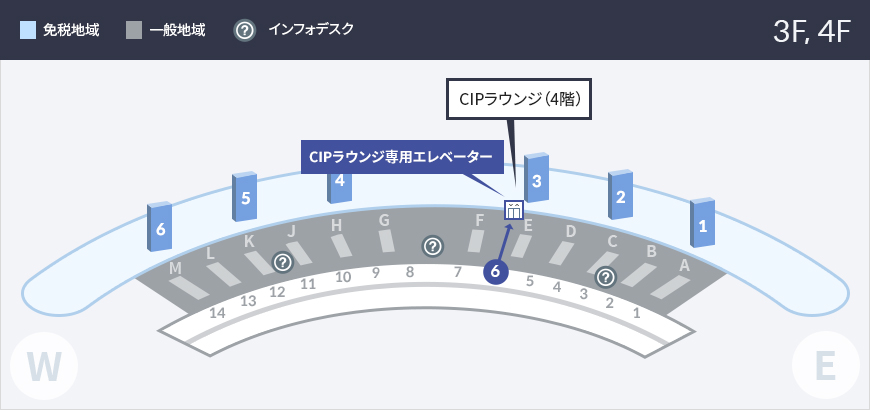 免税地域
一般地域
?
インフォデスク
3F, 4F
CIPラウンジ(4階)
CIPラウンジ専用エレベーター
6
5
4
3
2
1
M
L
K
J
H
G
F
E
D
C
B
A
?
?
?
14
13
12
11
10
9
8
7
6
5
4
3
2
1
W
E